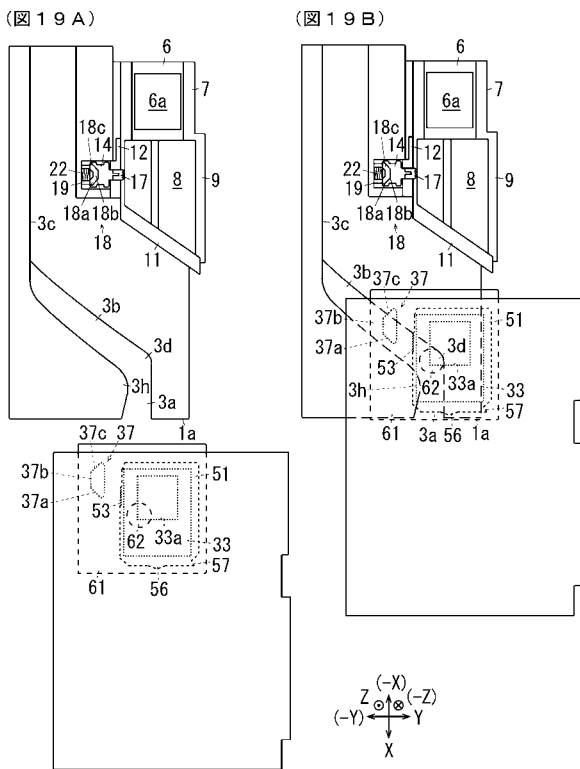 (図19A)
6
7
6a
18c
14
12
22
19
17
8
9
18a
18b
18
3c
11
3b
3d
3h
3a
1a
37c
37
37b
51
37a
53
62
33a
33
57
61
56
(図19B)
6
7
6a
18c
14
12
22
19
17
8
9
18a
18b
18
3c
11
3b
37c
37
37b
51
37a
53
3d
62
33a
3h
33
57
61
3a
56
1a
(-X)
Z
(-Z)
(-Y)
Y
X